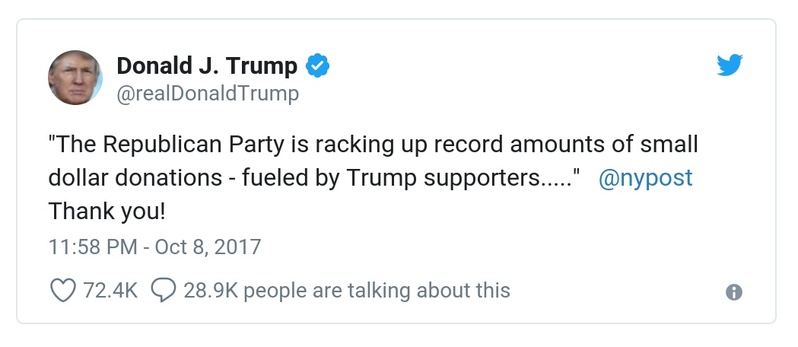 Donald J. Trump
@realDonaldTrump
"The Republican Party is racking up record amounts of small
dollar donations - fueled by Trump supporters....." @nypost
Thank you!
11:58 PM - Oct 8, 2017
72.4K 28.9K people are talking about this